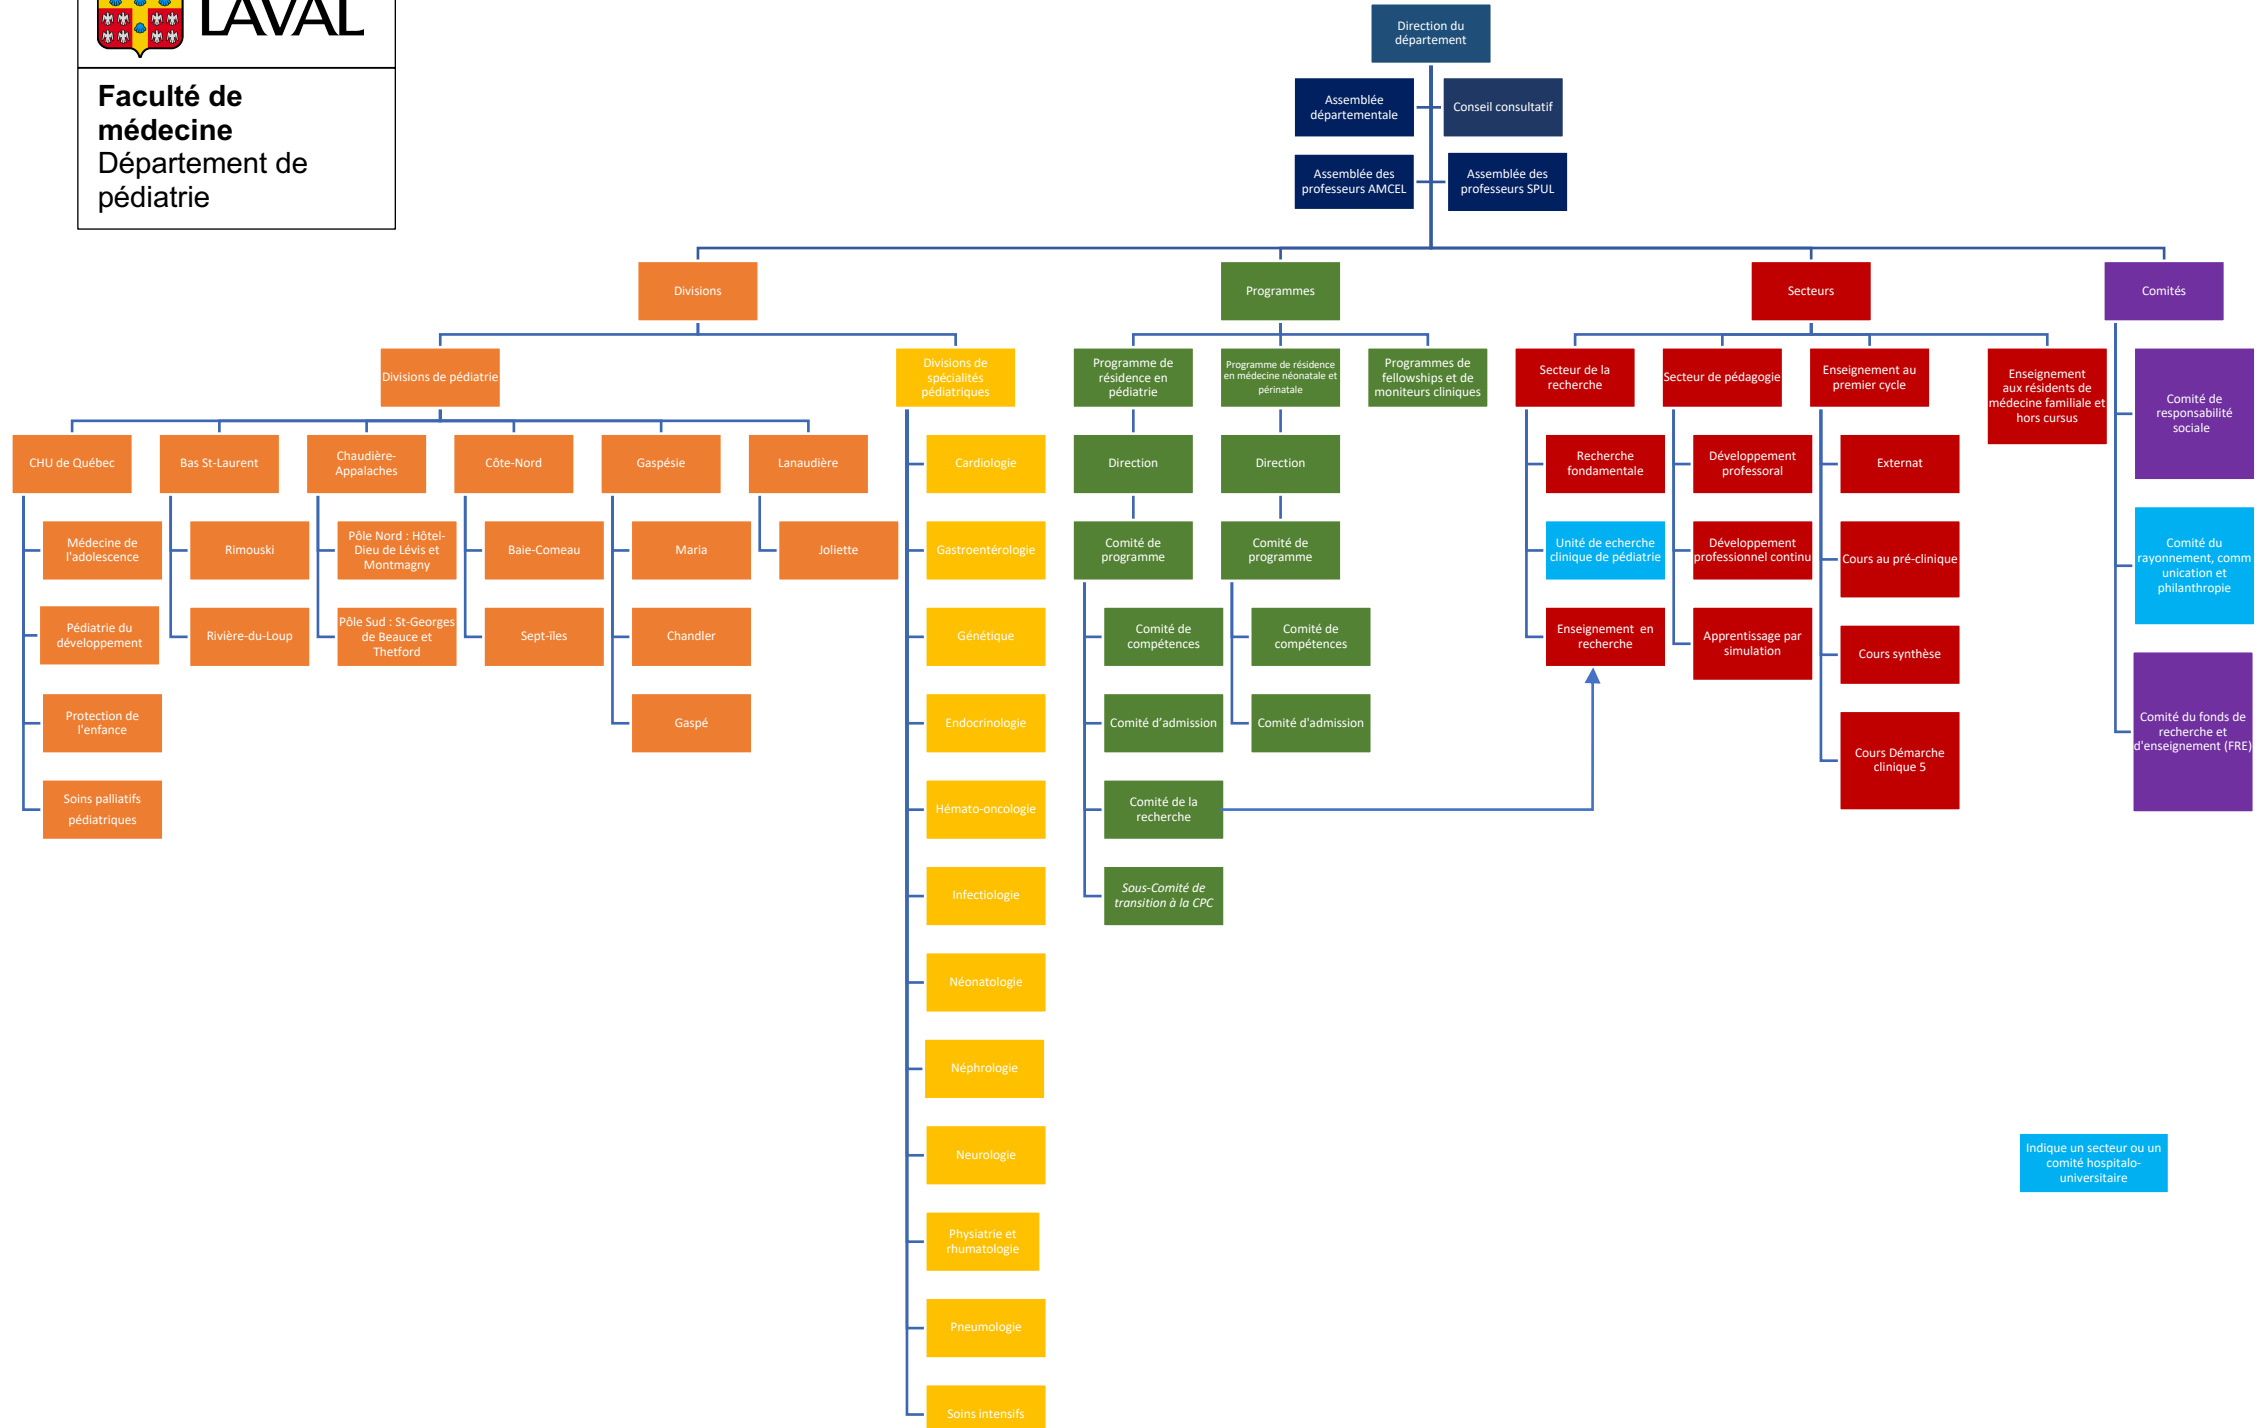 LAVAL
Faculté de
médecine
Département de
pédiatrie
Direction du
département
Assemblée
départementale
Conseil consultatif
Assemblée des
professeurs AMCEL
Assemblée des
professeurs SPUL
Divisions
Programmes
Secteurs
Comités
Divisions de pédiatrie
Divisions de
spécialités
pédiatriques
Programme de
résidence en
pédiatrie
Programme de résidence
en médecine néonatale et
périnatale
Programmes de
fellowships et de
moniteurs cliniques
Secteur de la
recherche
Secteur de pédagogie
Enseignement au
premier cycle
Enseignement
aux résidents de
médecine familiale et
hors cursus
Comité de
responsabilité
sociale
CHU de Québec
Bas St-Laurent
Chaudière-
Appalaches
Côte-Nord
Gaspésie
Lanaudière
Cardiologie
Direction
Direction
Recherche
fondamentale
Développement
professoral
Externat
Médecine de
l'adolescence
Rimouski
Pôle Nord : Hôtel-
Dieu de Lévis et
Montmagny
Baie-Comeau
Maria
Joliette
Gastroentérologie
Comité de
programme
Comité de
programme
Unité de echerche
clinique de pédiatrie
Développement
professionnel continu
Cours au pré-clinique
Comité du
rayonnement, comm
unication et
philanthropie
Pédiatrie du
développement
Rivière-du-Loup
Pôle Sud : St-Georges
de Beauce et
Thetford
Sept-îles
Chandler
Génétique
Comité de
compétences
Comité de
compétences
Enseignement  en
recherche
Apprentissage par
simulation
Cours synthèse
Protection de
l'enfance
Gaspé
Endocrinologie
Comité d’admission
Comité d'admission
Cours Démarche
clinique 5
Comité du fonds de
recherche et
d'enseignement (FRE)
Soins palliatifs
pédiatriques
Hémato-oncologie
Comité de la
recherche
Infectiologie
Sous-Comité de
transition à la CPC
Néonatologie
Néphrologie
Neurologie
Indique un secteur ou un
comité hospitalo-
universitaire
Physiatrie et
rhumatologie
Pneumologie
Soins intensifs